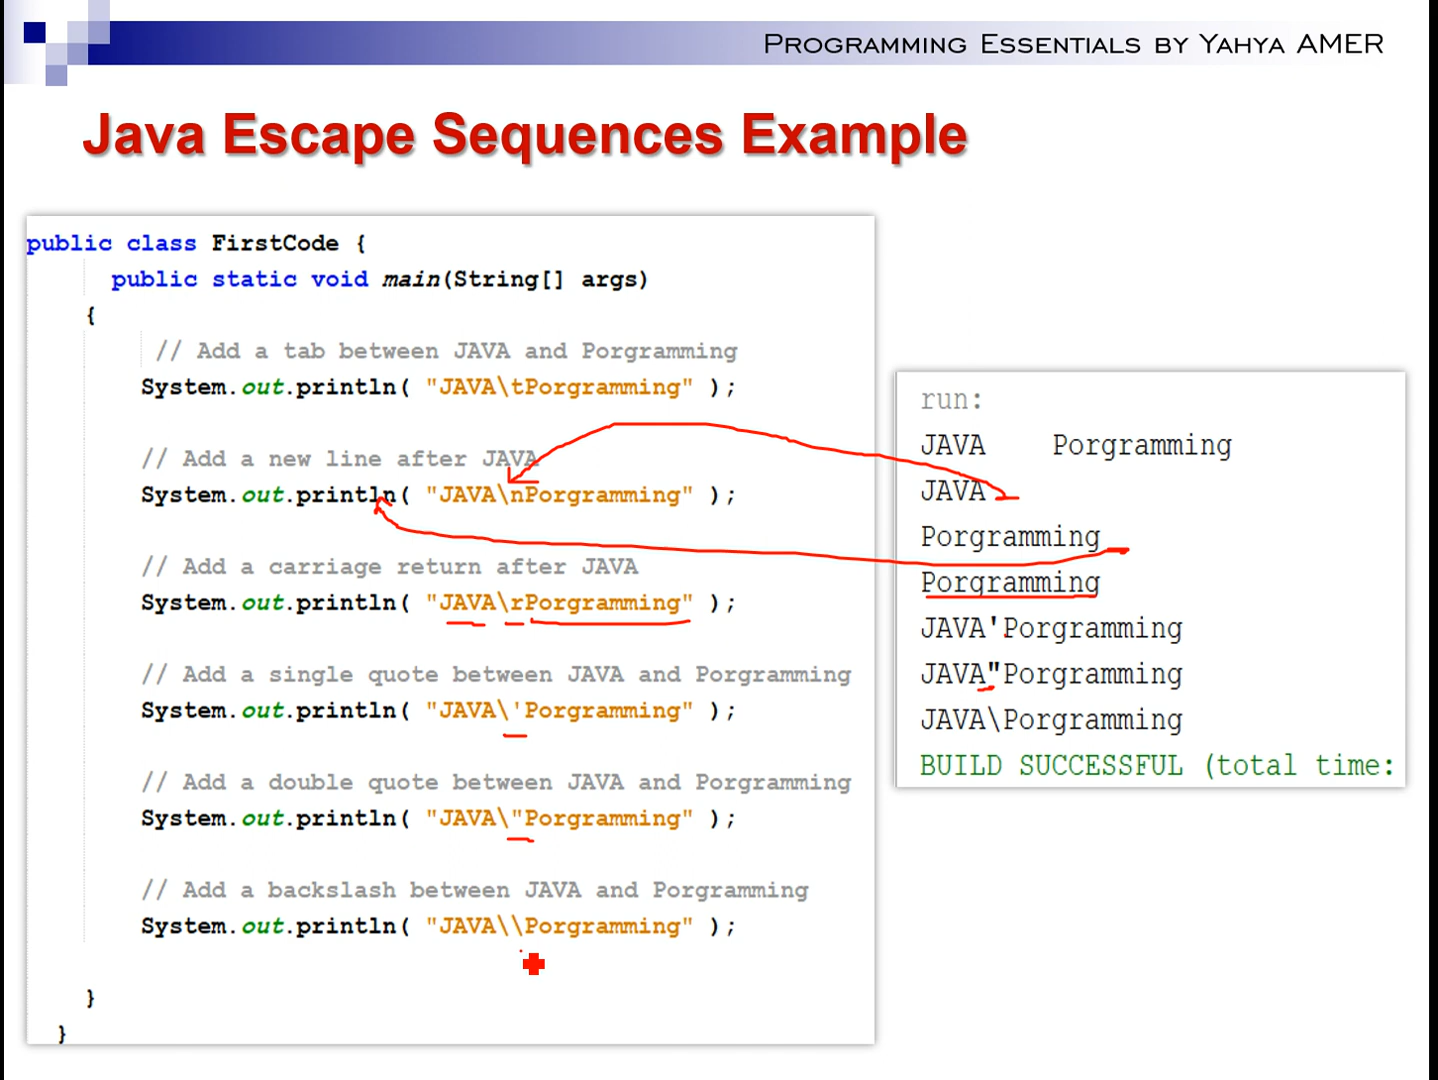 PROGRAMMING ESSENTIALS BY YAHYA AMER
Java Escape Sequences Example
public class FirstCode {
public static void main(String[] args)
{
// Add a tab between JAVA and Porgramming
System.out.println( "JAVA\tPorgramming" );
// Add a new line after JAVA
System.out.println( "JAVA\nPorgramming" );
// Add a carriage return after JAVA
System.out.println( "JAVA\rPorgramming" );
// Add a single quote between JAVA and Porgramming
System.out.println( "JAVA\'Porgramming" );
// Add a double quote between JAVA and Porgramming
System.out.println( "JAVA\"Porgramming" );
// Add a backslash between JAVA and Porgramming
System.out.println( "JAVA\\Porgramming" );
}
}
run:
JAVA    Porgramming
JAVA
Porgramming
Porgramming
JAVA'Porgramming
JAVA"Porgramming
JAVA\Porgramming
BUILD SUCCESSFUL (total time: